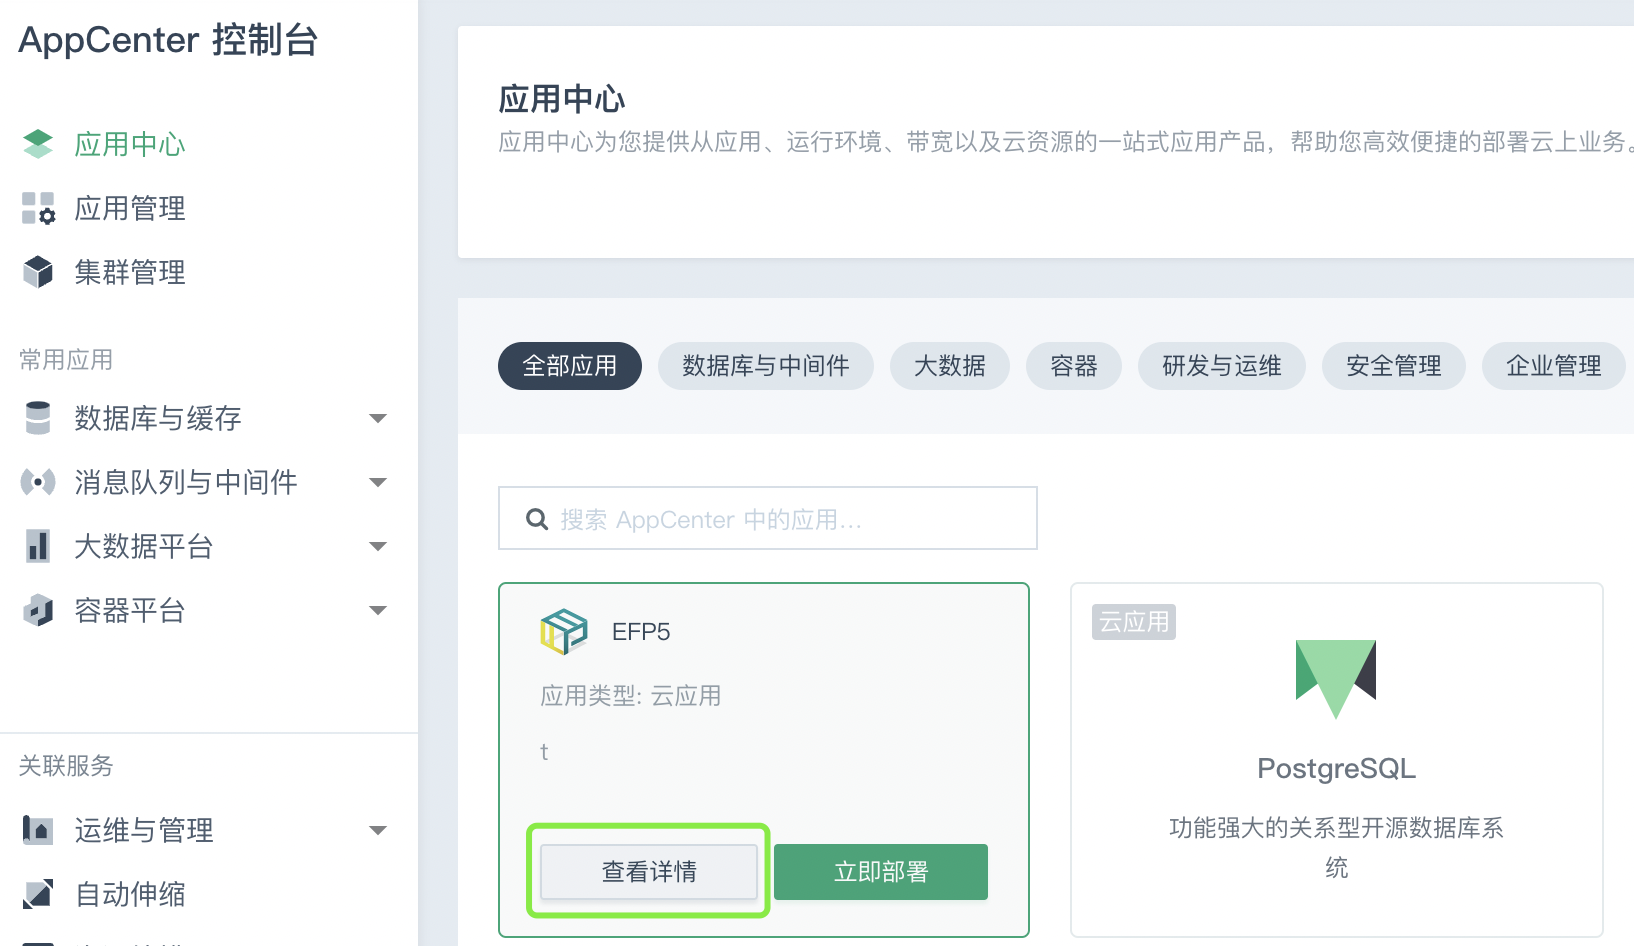 AppCenter 控制台
应用中心
应用管理
集群管理
常用应用
数据库与缓存
消息队列与中间件
大数据平台
容器平台
关联服务
运维与管理
自动伸缩
应用中心
应用中心为您提供从应用、运行环境、带宽以及云资源的一站式应用产品，帮助您高效便捷的部署云上业务。
全部应用 数据库与中间件 大数据 容器 研发与运维 安全管理 企业管理
搜索 AppCenter 中的应用...
EFP5
应用类型: 云应用
t
查看详情 立即部署
云应用
PostgreSQL
功能强大的关系型开源数据库系
统